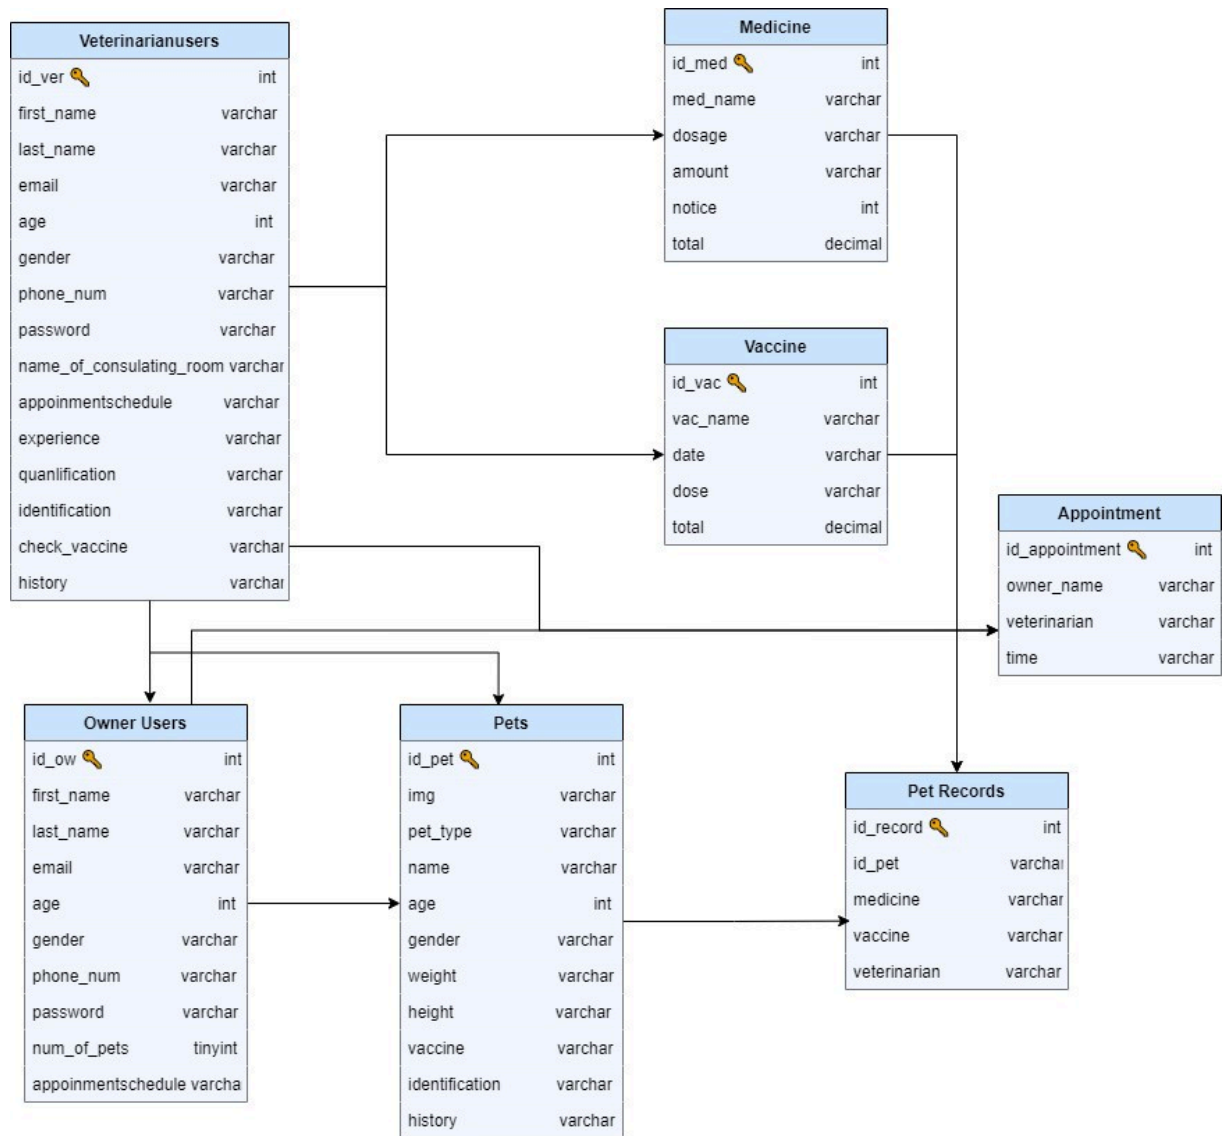 Veterinarianusers
id_ver int
first_name varchar
last_name varchar
email varchar
age int
gender varchar
phone_num varchar
password varchar
name_of_consulating_room varchar
appoinmentschedule varchar
experience varchar
quanlification varchar
identification varchar
check_vaccine varchar
history varchar
Medicine
id_med int
med_name varchar
dosage varchar
amount varchar
notice int
total decimal
Vaccine
id_vac int
vac_name varchar
date varchar
dose varchar
total decimal
Appointment
id_appointment int
owner_name varchar
veterinarian varchar
time varchar
Owner Users
id_ow int
first_name varchar
last_name varchar
email varchar
age int
gender varchar
phone_num varchar
password varchar
num_of_pets tinyint
appoinmentschedule varcha
Pets
id_pet int
img varchar
pet_type varchar
name varchar
age int
gender varchar
weight varchar
height varchar
vaccine varchar
identification varchar
history varchar
Pet Records
id_record int
id_pet varchar
medicine varchar
vaccine varchar
veterinarian varchar